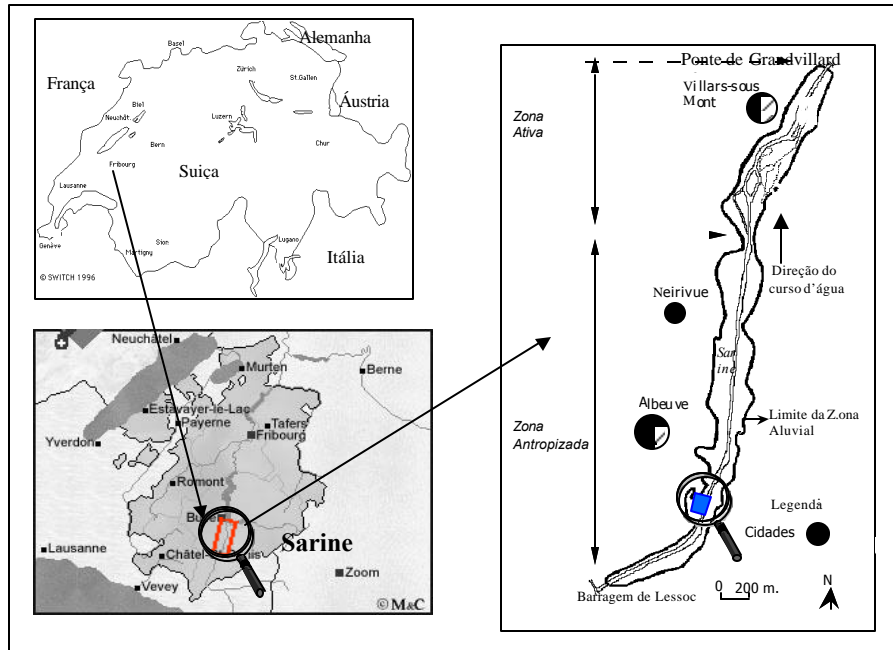 Alemanha
Basel
França
Zürich
St.Gallen
Áustria
Biel
Neuchât.
Luzern
Bern
Chur
Fribourg
Suiça
Lausanne
Sion
Genève
Martigny
Lugano
Itália
© SWITCH 1996
Neuchâtel
Murten
Berne
Estavayer-le-Lac
Payerne
Tafers
Fribourg
Yverdon
Romont
Sarine
Lausanne
Zoom
Vevey
© M&C
Ponte de Grandvillard
Villars-sous
Mont
Zona
Ativa
Direção do
curso d'água
Neirivue
Sar
ine
Albeuve
Limite da Zona
Aluvial
Zona
Antropizada
Legenda
Cidades
0 200 m.
N
Barragem de Lessoc